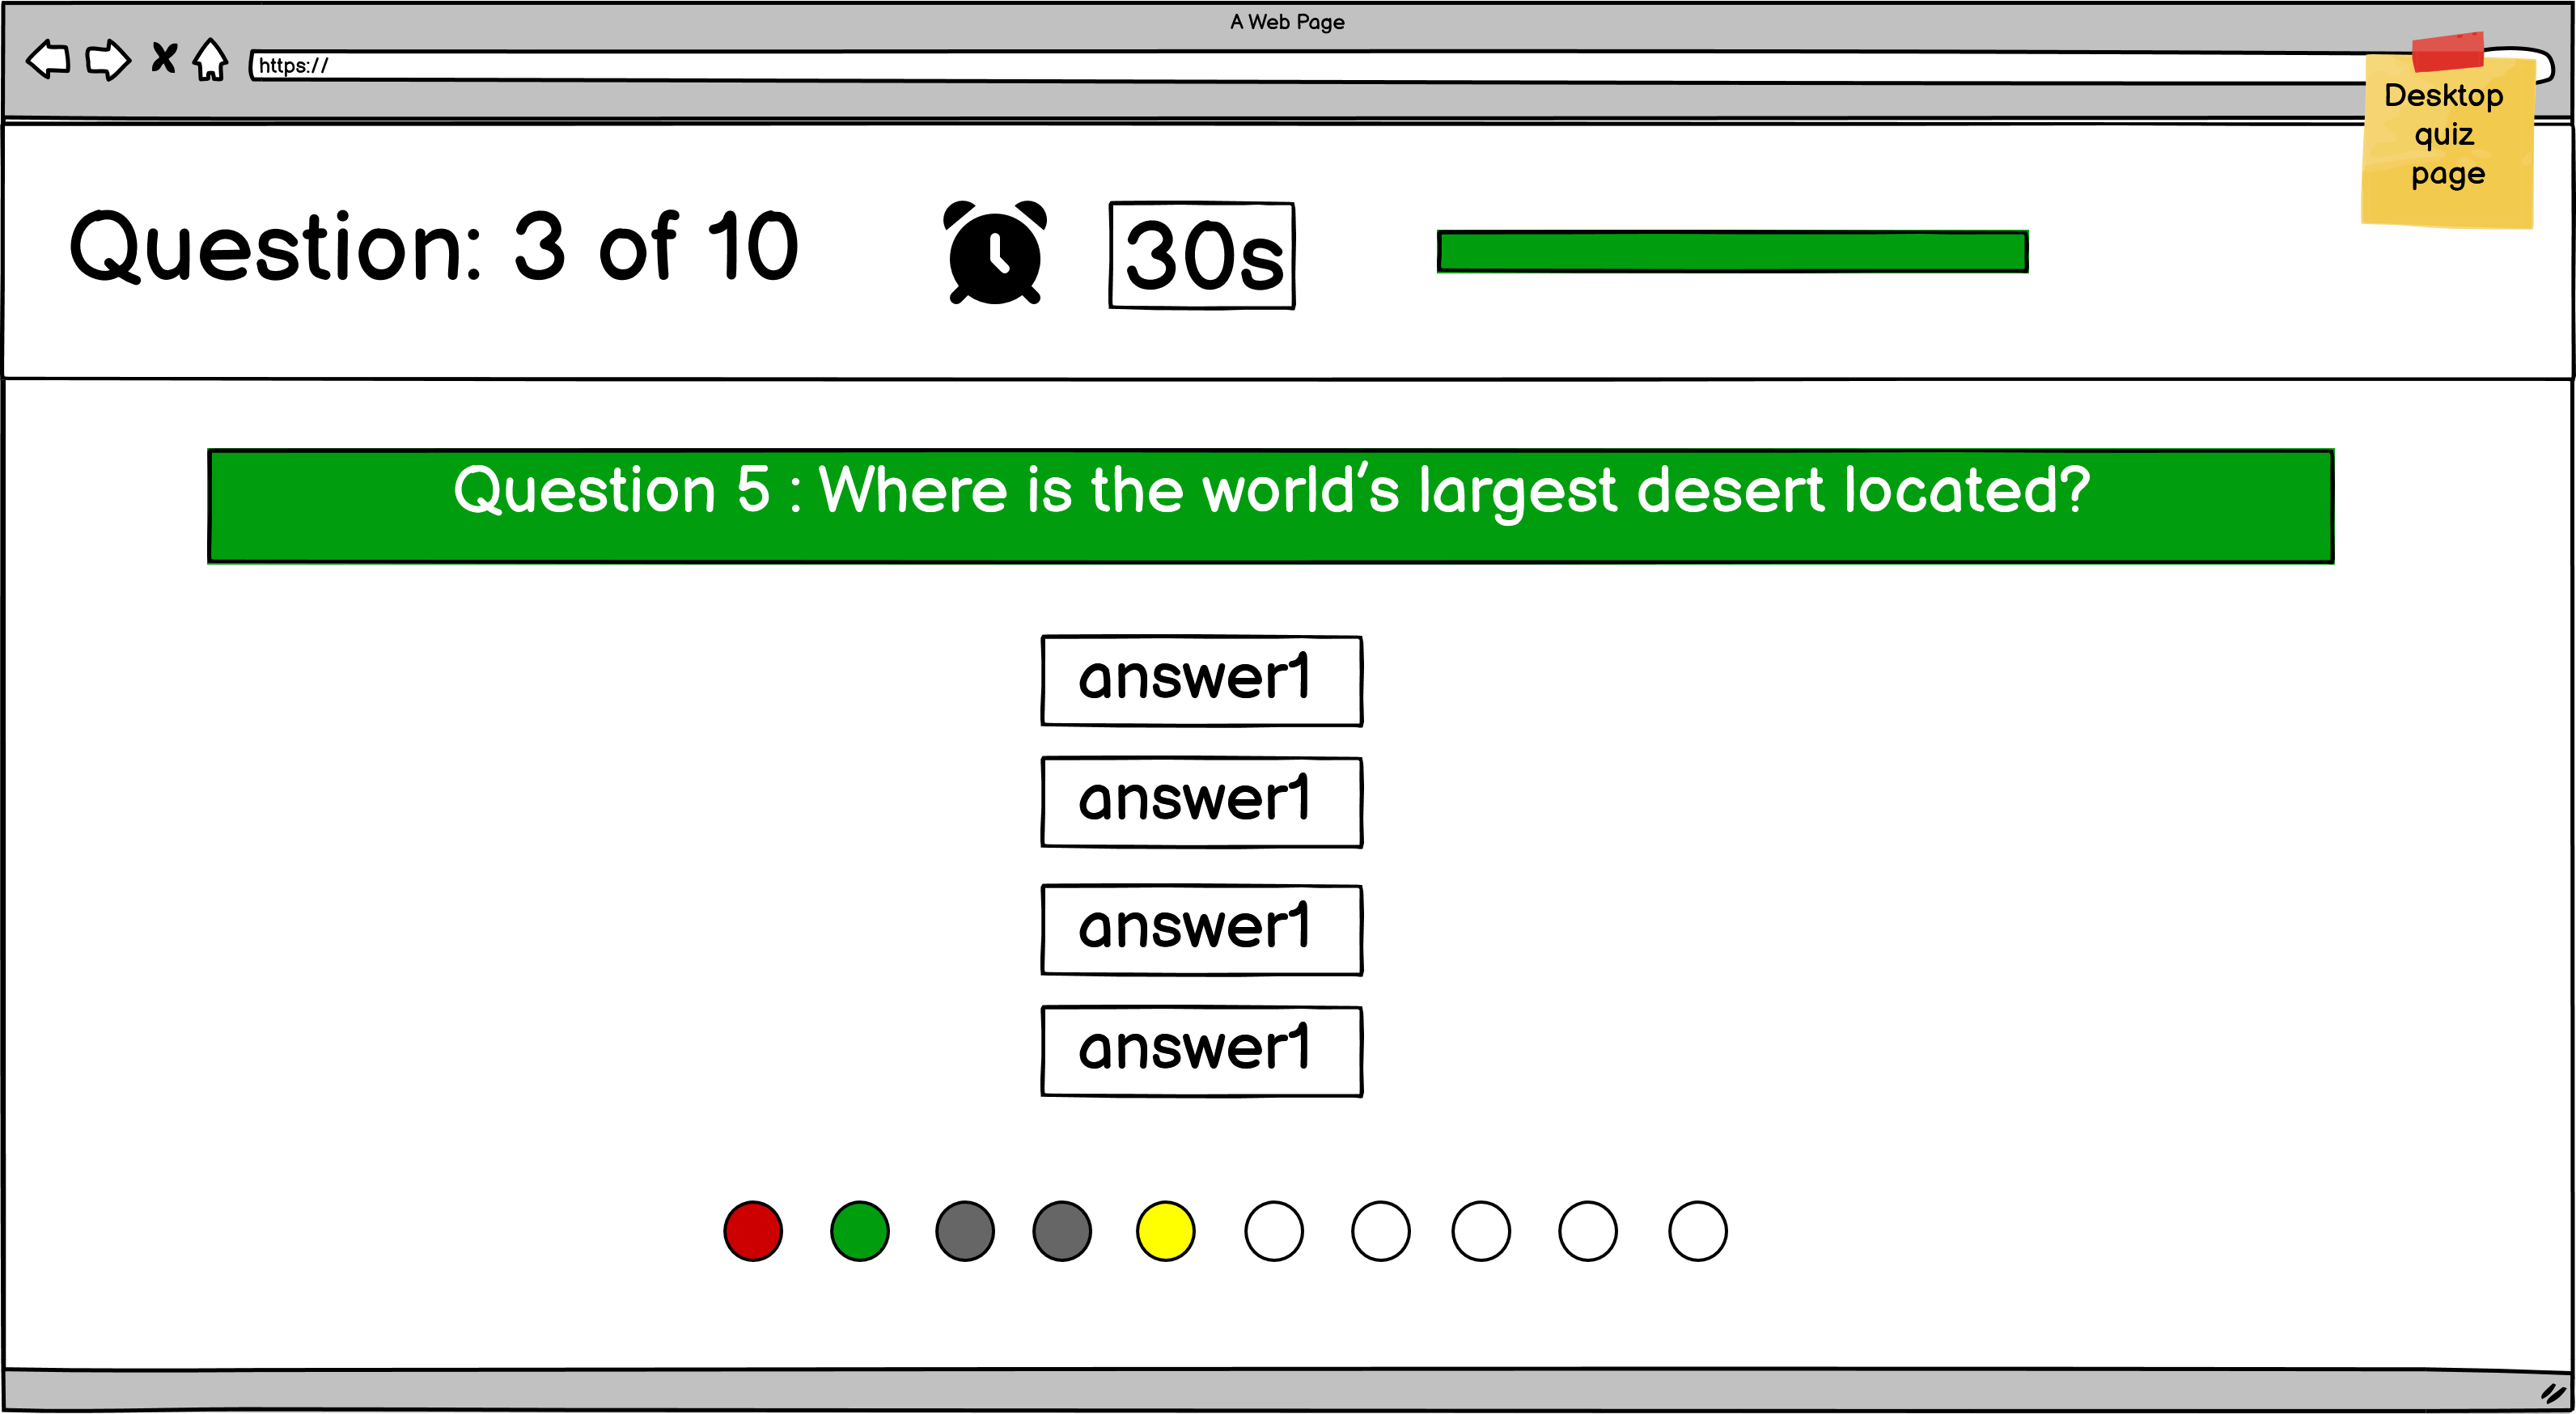 A Web Page
https://
Desktop
quiz
page
Question: 3 of 10
30s
Question 5 : Where is the world's largest desert located?
answer1
answer1
answer1
answer1